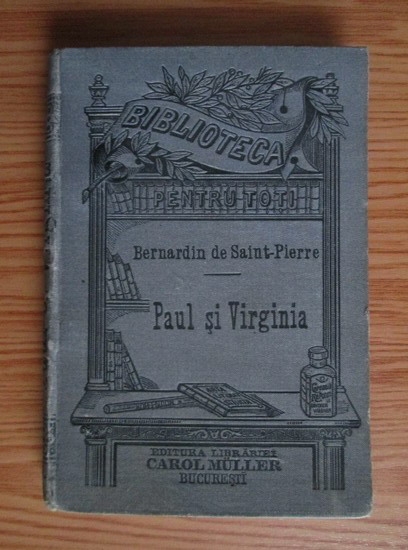 BIBLIOTECA
PENTRU TOȚI
Bernardin de Saint-Pierre
Paul și Virginia
EDITURA LIBRĂRIEI
CAROL MÜLLER
BUCUREȘTI